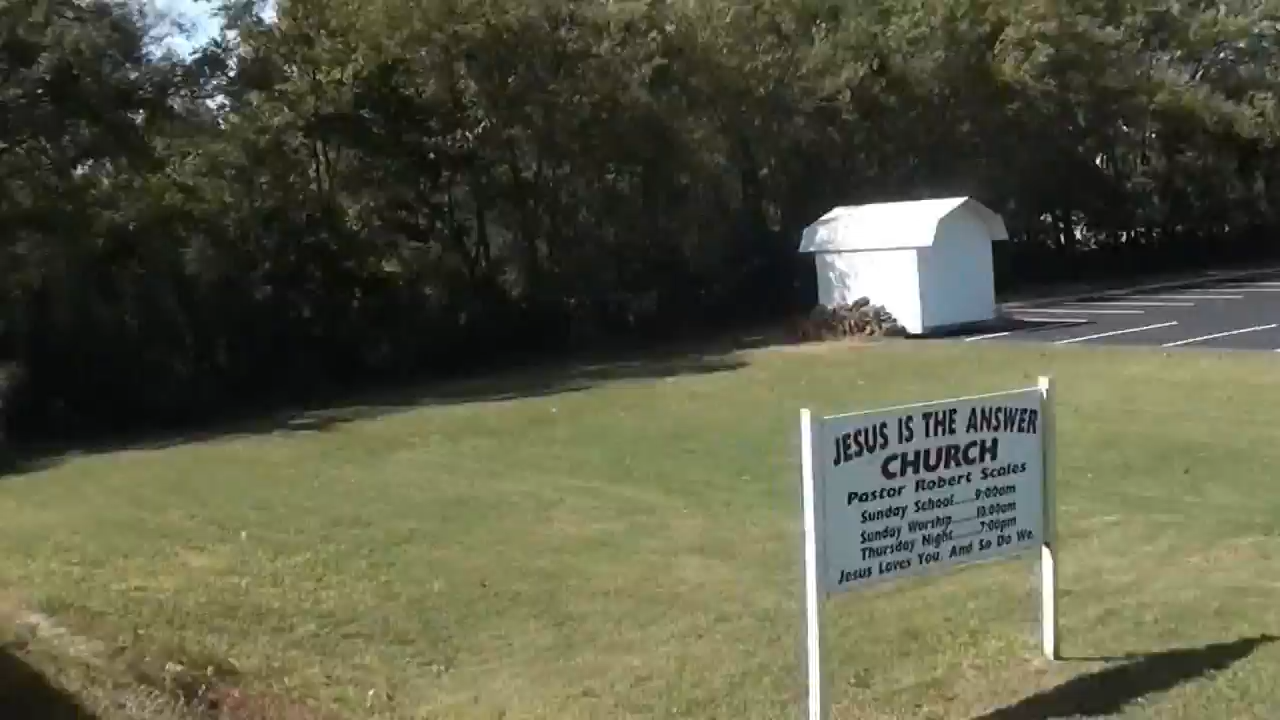 JESUS IS THE ANSWER
CHURCH
Pastor Robert Scales
Sunday School......9:00am
Sunday Worship......10:00am
Thursday Night........7:00pm
Jesus Loves You, And So Do We.